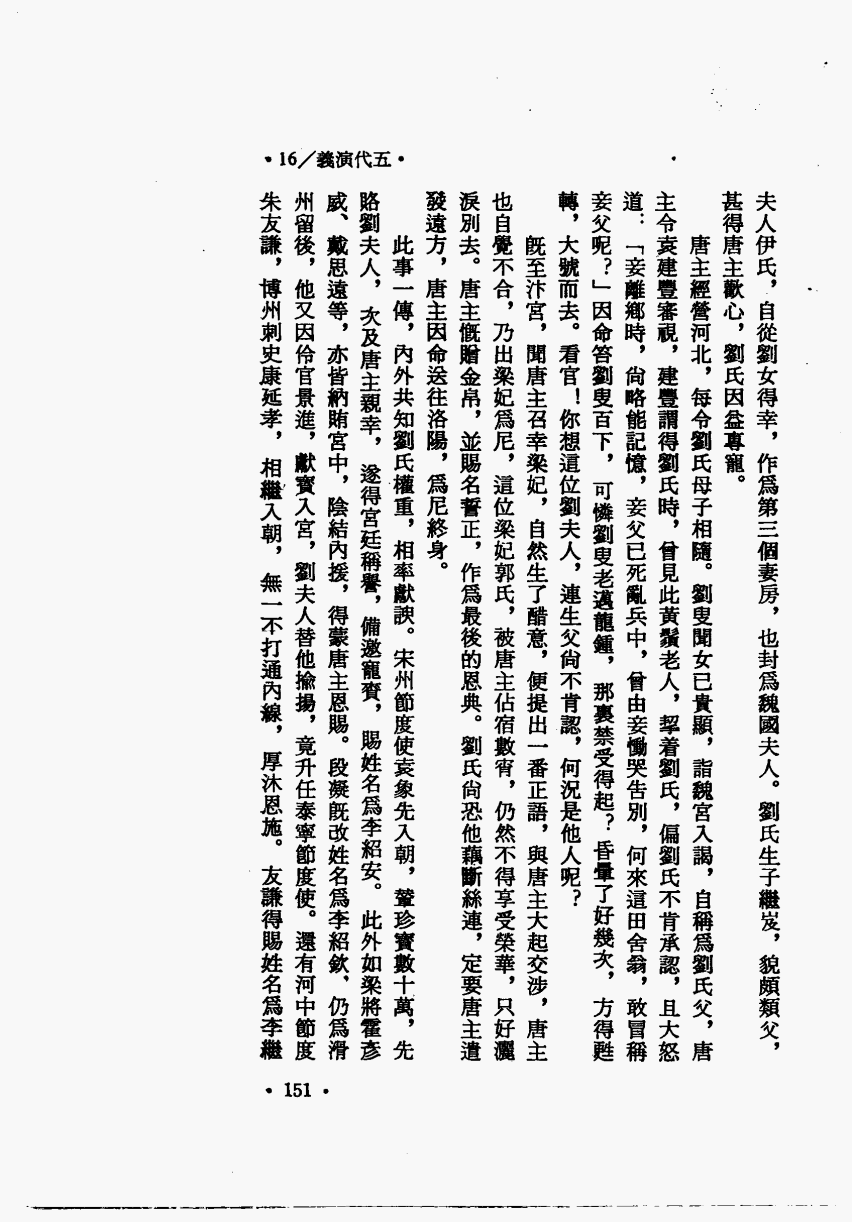 •16／義演代五•
夫人伊氏，自從劉女得幸，作爲第三個妻房，也封爲魏國夫人。劉氏生子繼岌，貌頗類父，
甚得唐主歡心，劉氏因益專寵。
唐主經營河北，每令劉氏母子相隨。劉叟聞女已貴顯，詣魏宮入謁，自稱爲劉氏父，唐
主令袁建豐審視，建豐謂得劉氏時，曾見此黃鬚老人，挈着劉氏，偏劉氏不肯承認，且大怒
道：「妾離鄉時，尙略能記憶，妾父已死亂兵中，曾由妾慟哭告別，何來這田舍翁，敢冒稱
妾父呢？」因命笞劉叟百下，可憐劉叟老邁龍鍾，那裏禁受得起？昏暈了好幾次，方得甦
轉，大號而去。看官！你想這位劉夫人，連生父尙不肯認，何況是他人呢？
旣至汴宮，聞唐主召幸梁妃，自然生了醋意，便提出一番正語，與唐主大起交涉，唐主
也自覺不合，乃出梁妃爲尼，這位梁妃郭氏，被唐主佔宿數宵，仍然不得享受榮華，只好灑
淚別去。唐主慨贈金帛，並賜名誓正，作爲最後的恩典。劉氏尙恐他藕斷絲連，定要唐主遣
發遠方，唐主因命送往洛陽，爲尼終身。
此事一傳，內外共知劉氏權重，相率獻諛。宋州節度使袁象先入朝，輦珍寶數十萬，先
賂劉夫人，次及唐主親幸，遂得宮廷稱譽，備邀寵賚，賜姓名爲李紹安。此外如梁將霍彥
威、戴思遠等，亦皆納賄宮中，陰結內援，得蒙唐主恩賜。段凝旣改姓名爲李紹欽，仍爲滑
州留後，他又因伶官景進，獻寶入宮，劉夫人替他揄揚，竟升任泰寧節度使。還有河中節度
朱友謙，博州刺史康延孝，相繼入朝，無一不打通內線，厚沐恩施。友謙得賜姓名爲李繼
•151•